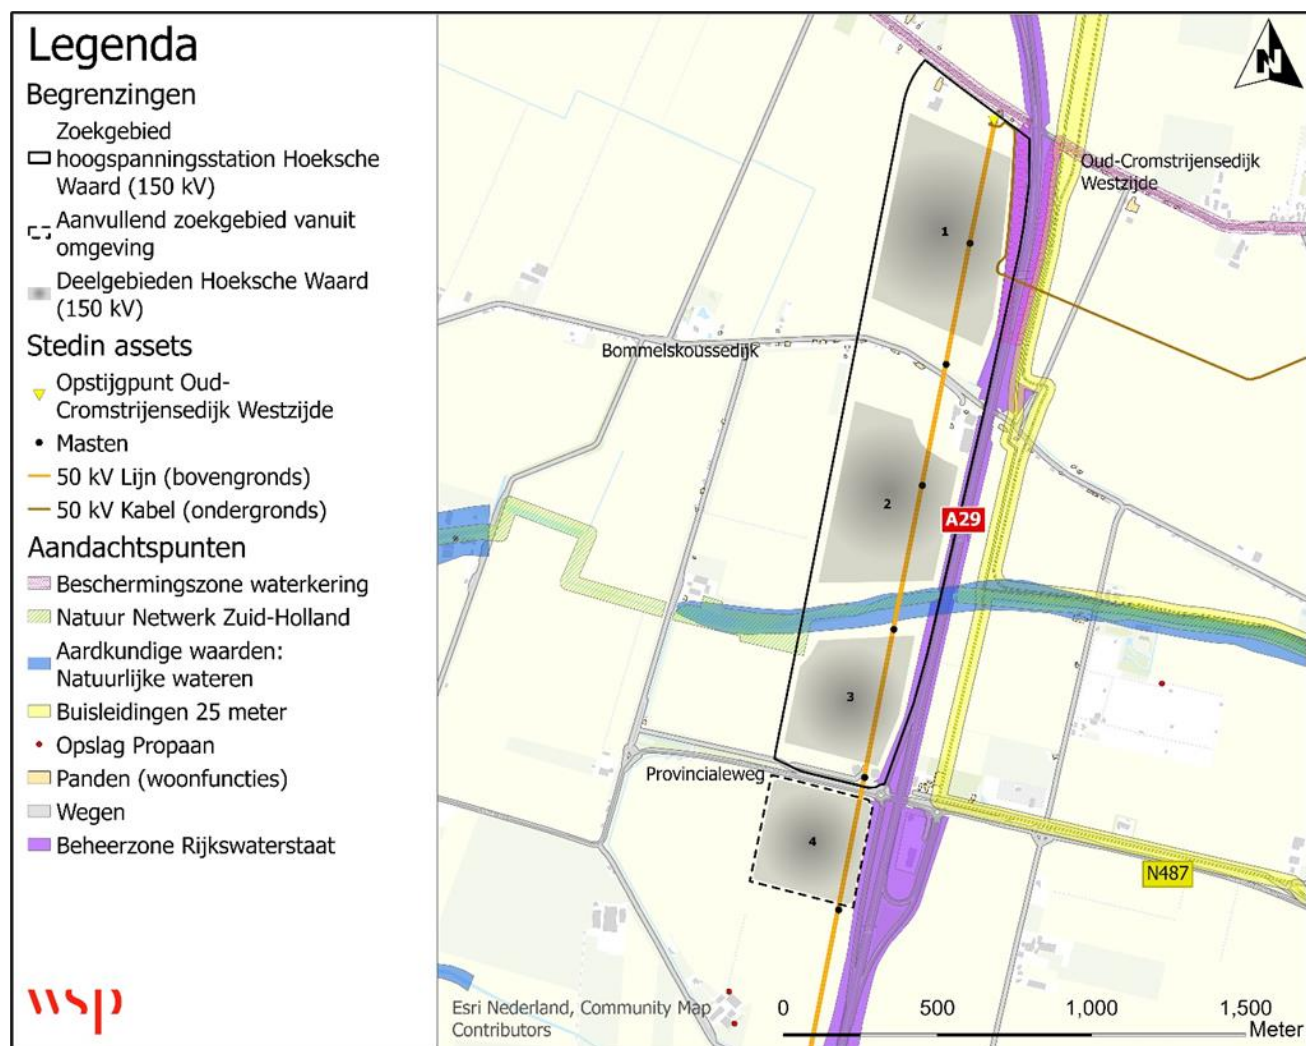 Legenda
Begrenzingen
Zoekgebied
hoogspanningsstation Hoeksche
Waard (150 kV)
Aanvullend zoekgebied vanuit
omgeving
Deelgebieden Hoeksche Waard
(150 kV)
Stedin assets
Opstijgpunt Oud-
Cromstrijensedijk Westzijde
Masten
50 kV Lijn (bovengronds)
50 kV Kabel (ondergronds)
Aandachtspunten
Beschermingszone waterkering
Natuur Netwerk Zuid-Holland
Aardkundige waarden:
Natuurlijke wateren
Buisleidingen 25 meter
Opslag Propaan
Panden (woonfuncties)
Wegen
Beheerzone Rijkswaterstaat
wsp
N
Oud-Cromstrijensedijk
Westzijde
1
Bommelskoussedijk
2
A29
3
Provincialeweg
4
N487
Esri Nederland, Community Map
Contributors
0 500 1,000 1,500
Meter